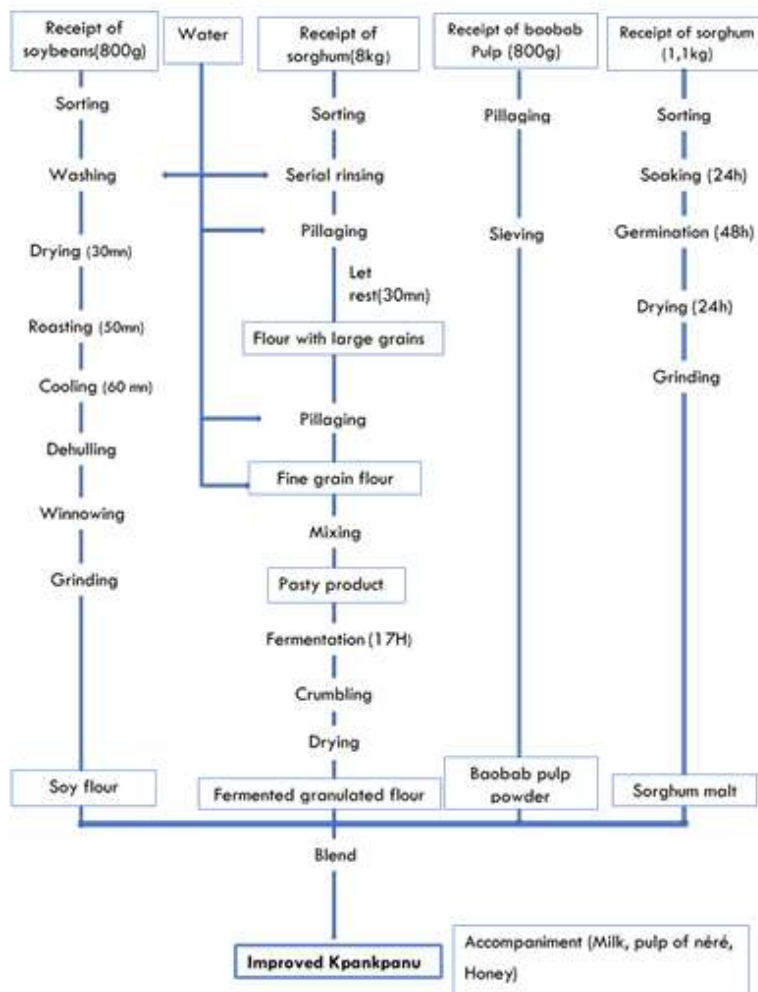 Receipt of
soybeans(800g)
Sorting
Washing
Drying (30mn)
Roasting (50mn)
Cooling (60 mn)
Dehulling
Winnowing
Grinding
Soy flour
Water
Receipt of
sorghum(8kg)
Sorting
Serial rinsing
Pillaging
Let
rest(30mn)
Flour with large grains
Pillaging
Fine grain flour
Mixing
Pasty product
Fermentation (17H)
Crumbling
Drying
Fermented granulated flour
Receipt of baobab
Pulp (800g)
Pillaging
Sieving
Baobab pulp
powder
Receipt of sorghum
(1,1kg)
Sorting
Soaking (24h)
Germination (48h)
Drying (24h)
Grinding
Sorghum malt
Blend
Improved Kpankpanu
Accompaniment (Milk, pulp of néré,
Honey)